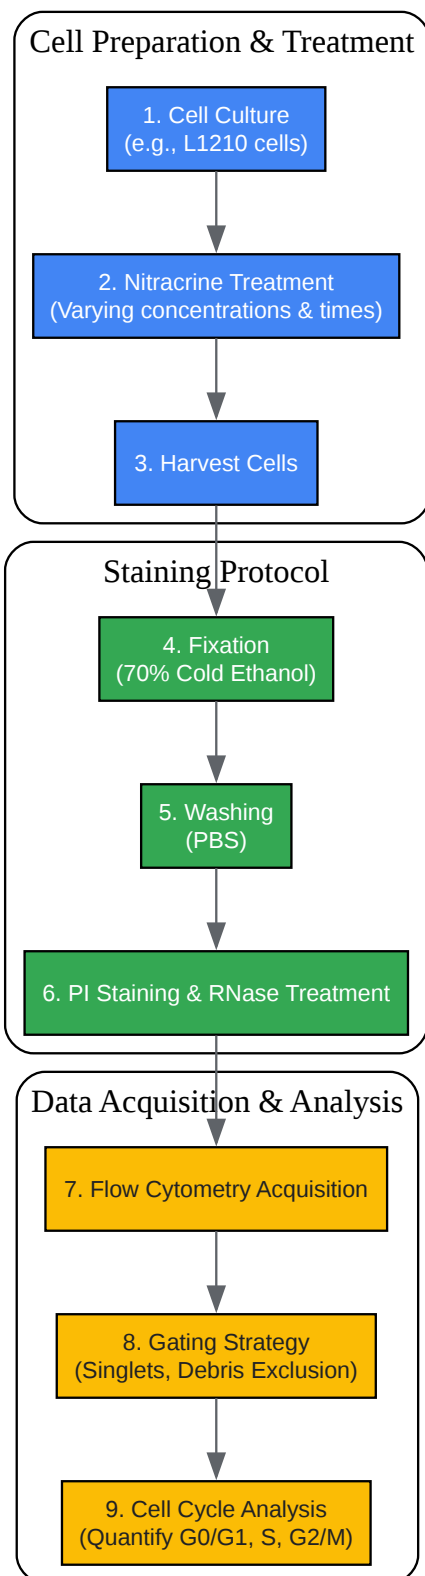 Cell Preparation & Treatment
1. Cell Culture
(e.g., L1210 cells)
2. Nitracrine Treatment
(Varying concentrations & times)
3. Harvest Cells
Staining Protocol
4. Fixation
(70% Cold Ethanol)
5. Washing
(PBS)
6. PI Staining & RNase Treatment
Data Acquisition & Analysis
7. Flow Cytometry Acquisition
8. Gating Strategy
(Singlets, Debris Exclusion)
9. Cell Cycle Analysis
(Quantify G0/G1, S, G2/M)